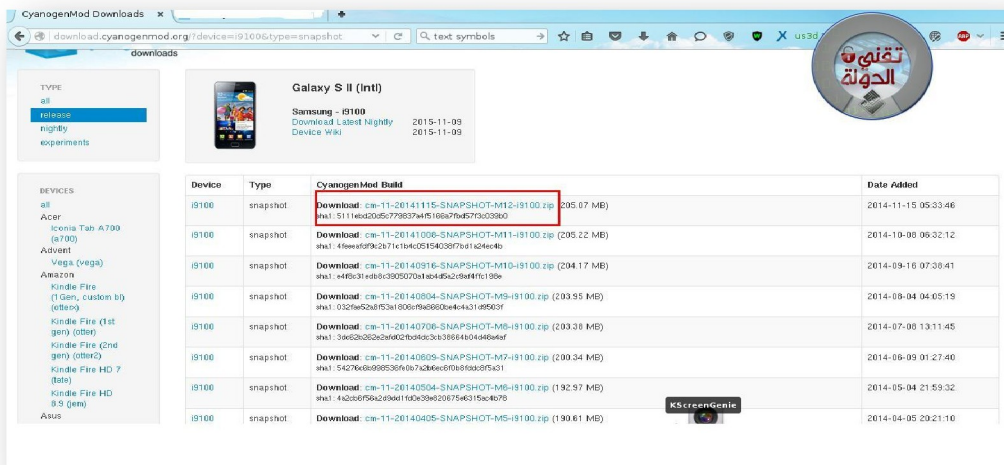 CyanogenMod Downloads
download.cyanogenmod.org/?device=i9100&type=snapshot
text symbols
us3d
تقني
الدولة
downloads
TYPE
all
release
nightly
experiments
Galaxy S II (Intl)
Samsung - i9100
Download Latest Nightly 2015-11-09
Device Wiki 2015-11-09
DEVICES
all
Acer
Iconia Tab A700
(a700)
Advent
Vega (vega)
Amazon
Kindle Fire
(1Gen, custom bl)
(otterx)
Kindle Fire (1st
gen) (otter)
Kindle Fire (2nd
gen) (otter2)
Kindle Fire HD 7
(tate)
Kindle Fire HD
8.9 (jem)
Asus
Device Type CyanogenMod Build Date Added
i9100 snapshot Download: cm-11-20141115-SNAPSHOT-M12-i9100.zip (205.07 MB) 2014-11-15 05:33:46
sha1:
i9100 snapshot Download: cm-11-20141008-SNAPSHOT-M11-i9100.zip (205.22 MB) 2014-10-08 06:32:12
sha1:
i9100 snapshot Download: cm-11-20140916-SNAPSHOT-M10-i9100.zip (204.17 MB) 2014-09-16 07:38:41
sha1:
i9100 snapshot Download: cm-11-20140804-SNAPSHOT-M9-i9100.zip (203.95 MB) 2014-08-04 04:05:19
sha1:
i9100 snapshot Download: cm-11-20140708-SNAPSHOT-M8-i9100.zip (203.38 MB) 2014-07-08 13:11:45
sha1:
i9100 snapshot Download: cm-11-20140609-SNAPSHOT-M7-i9100.zip (200.34 MB) 2014-06-09 01:27:40
sha1:
i9100 snapshot Download: cm-11-20140504-SNAPSHOT-M6-i9100.zip (192.97 MB) 2014-05-04 21:59:32
sha1:
i9100 snapshot Download: cm-11-20140405-SNAPSHOT-M5-i9100.zip (190.61 MB) 2014-04-05 20:21:10
KScreenGenie